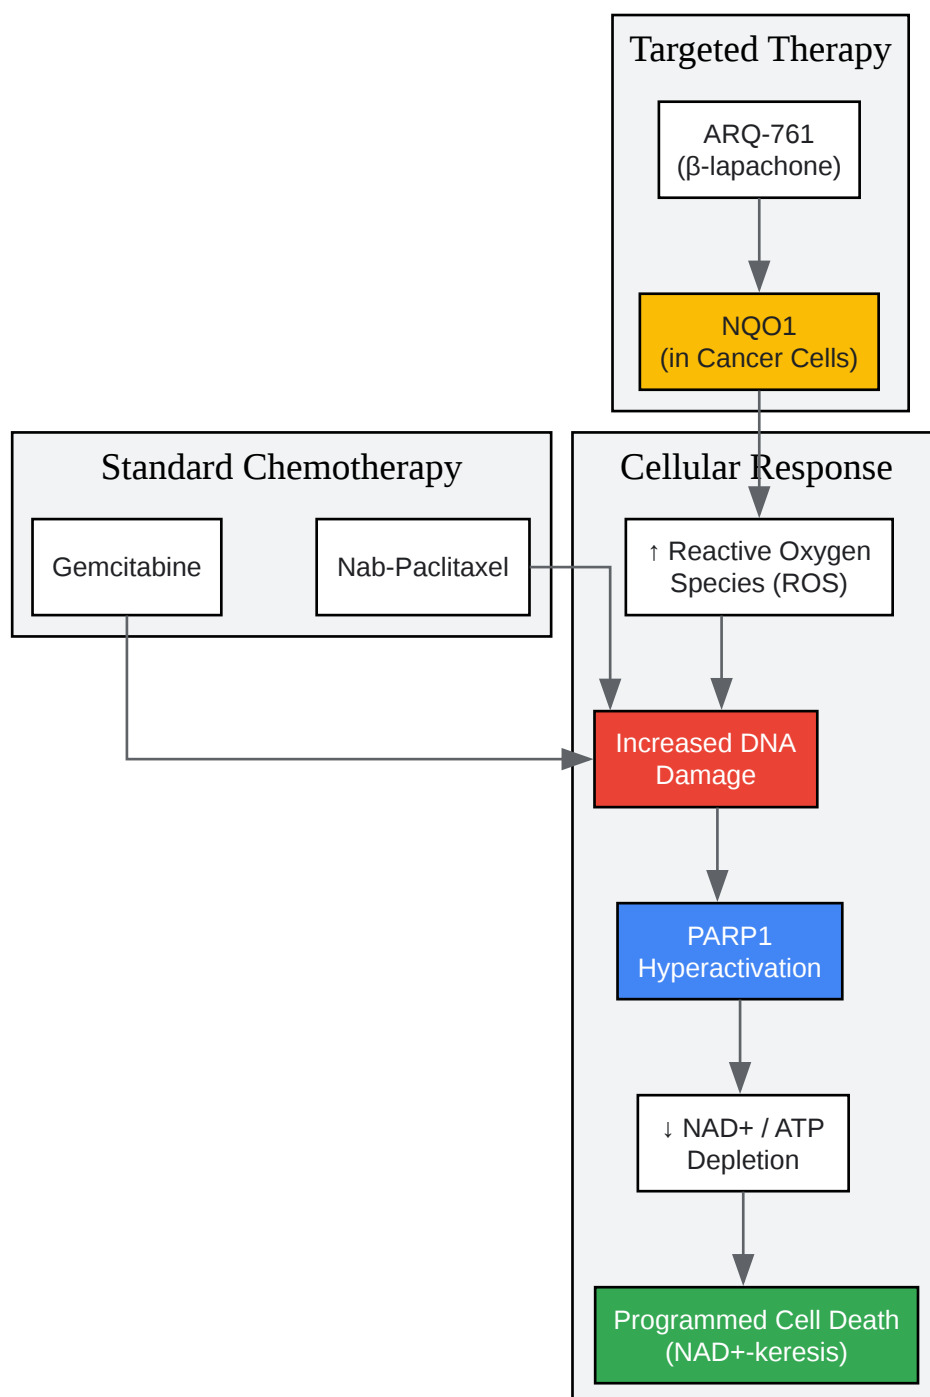 Targeted Therapy
ARQ-761
(β-lapachone)
NQO1
(in Cancer Cells)
Standard Chemotherapy
Gemcitabine
Nab-Paclitaxel
Cellular Response
↑ Reactive Oxygen
Species (ROS)
Increased DNA
Damage
PARP1
Hyperactivation
↓ NAD+ / ATP
Depletion
Programmed Cell Death
(NAD+-keresis)